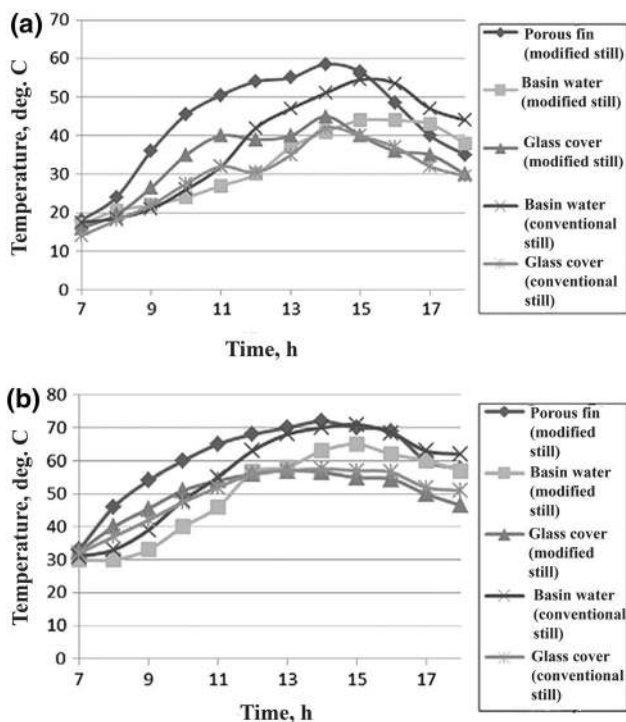 (a)
Temperature, deg. C
70
60
50
40
30
20
10
0
7
9
11
13
15
17
Time, h
Porous fin
(modified still)
Basin water
(modified still)
Glass cover
(modified still)
Basin water
(conventional
still)
Glass cover
(conventional
still)
(b)
Temperature, deg. C
80
70
60
50
40
30
20
10
0
7
9
11
13
15
17
Time, h
Porous fin
(modified
still)
Basin water
(modified
still)
Glass cover
(modified
still)
Basin water
(conventional
still)
Glass cover
(conventional
still)